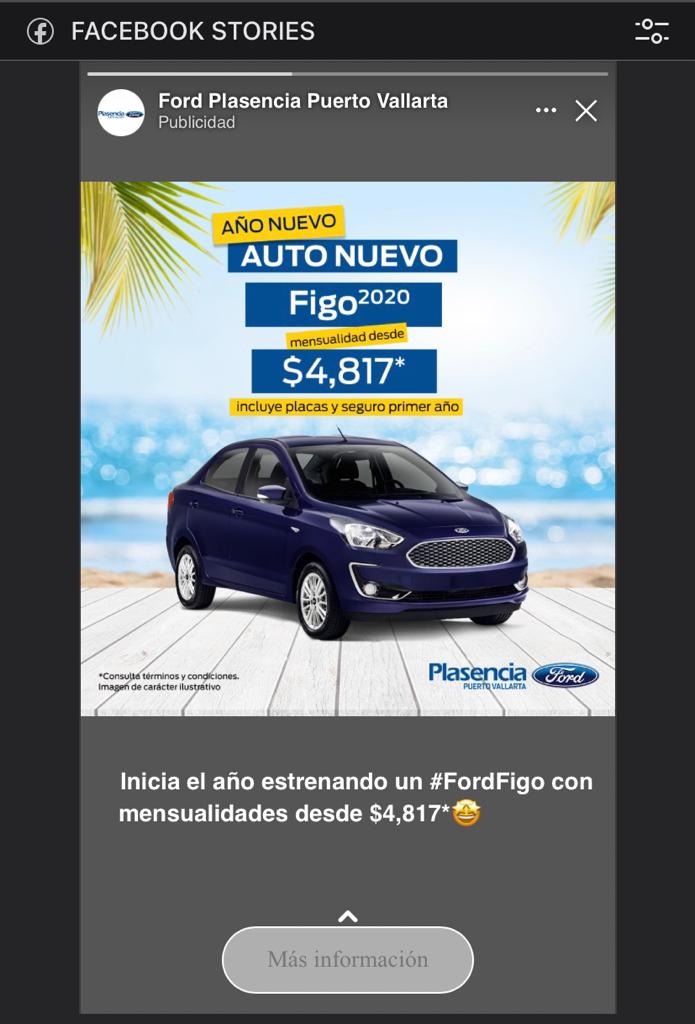 FACEBOOK STORIES
Ford Plasencia Puerto Vallarta
Publicidad
AÑO NUEVO
AUTO NUEVO
Figo2020
mensualidad desde
$4,817*
incluye placas y seguro primer año
*Consulta términos y condiciones.
Imagen de carácter ilustrativo
Plasencia Ford
PUERTO VALLARTA
Inicia el año estrenando un #FordFigo con
mensualidades desde $4,817*🤩
Más información